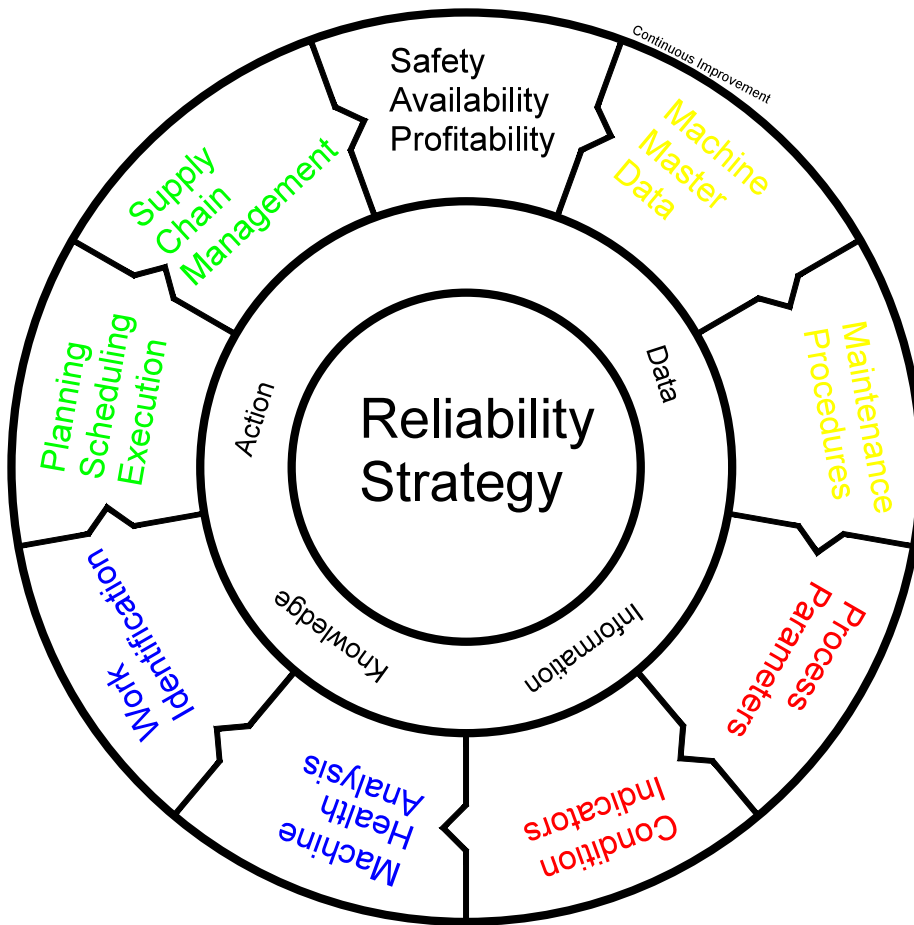 Safety
Availability
Profitability
Continuous Improvement
Machine
Master
Data
Maintenance
Procedures
Process
Parameters
Condition
Indicators
Machine
Health
Analysis
Work
Identification
Planning
Scheduling
Execution
Supply
Chain
Management
Data
Information
Knowledge
Action
Reliability
Strategy